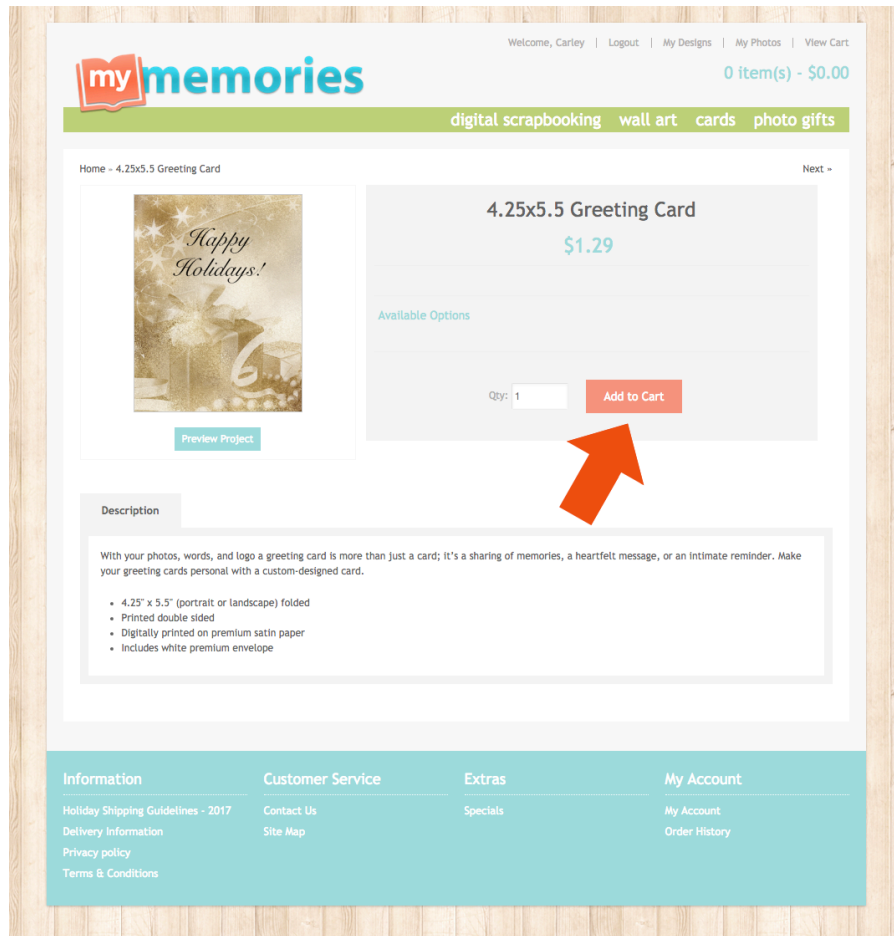 Welcome, Carley | Logout | My Designs | My Photos | View Cart
my memories
0 item(s) - $0.00
digital scrapbooking wall art cards photo gifts
Home » 4.25x5.5 Greeting Card
Next »
Happy
Holidays!
Preview Project
4.25x5.5 Greeting Card
$1.29
Available Options
Qty: 1 Add to Cart
Description
With your photos, words, and logo a greeting card is more than just a card; it's a sharing of memories, a heartfelt message, or an intimate reminder. Make
your greeting cards personal with a custom-designed card.
• 4.25" x 5.5" (portrait or landscape) folded
• Printed double sided
• Digitally printed on premium satin paper
• Includes white premium envelope
Information
Holiday Shipping Guidelines - 2017
Delivery Information
Privacy policy
Terms & Conditions
Customer Service
Contact Us
Site Map
Extras
Specials
My Account
My Account
Order History